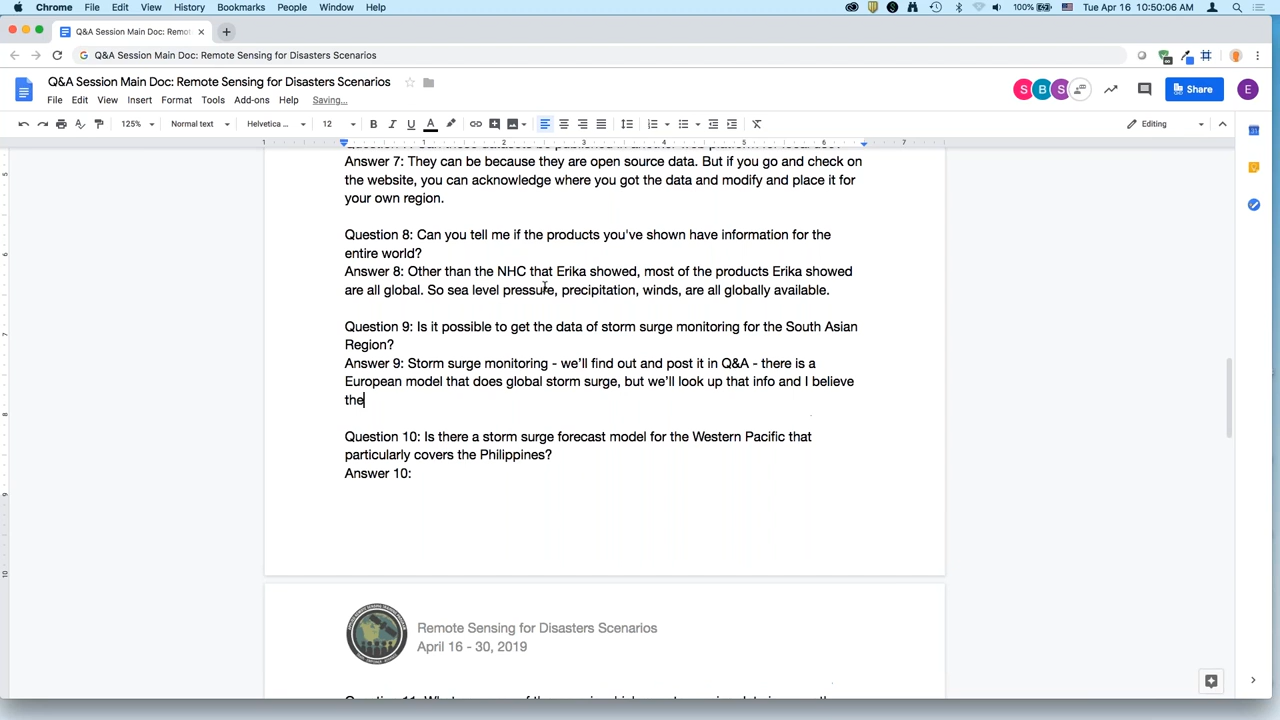 Chrome File Edit View History Bookmarks People Window Help 100% Tue Apr 16 10:50:06 AM
Q&A Session Main Doc: Remot
Q&A Session Main Doc: Remote Sensing for Disasters Scenarios
Q&A Session Main Doc: Remote Sensing for Disasters Scenarios
S B S Share E
File Edit View Insert Format Tools Add-ons Help Saving...
125% Normal text Helvetica ... 12 B I U A Editing
1 1 2 3 4 5 6 7
Answer 7: They can be because they are open source data. But if you go and check on
the website, you can acknowledge where you got the data and modify and place it for
your own region.
Question 8: Can you tell me if the products you've shown have information for the
entire world?
Answer 8: Other than the NHC that Erika showed, most of the products Erika showed
are all global. So sea level pressure, precipitation, winds, are all globally available.
Question 9: Is it possible to get the data of storm surge monitoring for the South Asian
Region?
Answer 9: Storm surge monitoring - we'll find out and post it in Q&A - there is a
European model that does global storm surge, but we'll look up that info and I believe
the
Question 10: Is there a storm surge forecast model for the Western Pacific that
particularly covers the Philippines?
Answer 10:
Remote Sensing for Disasters Scenarios
April 16 - 30, 2019